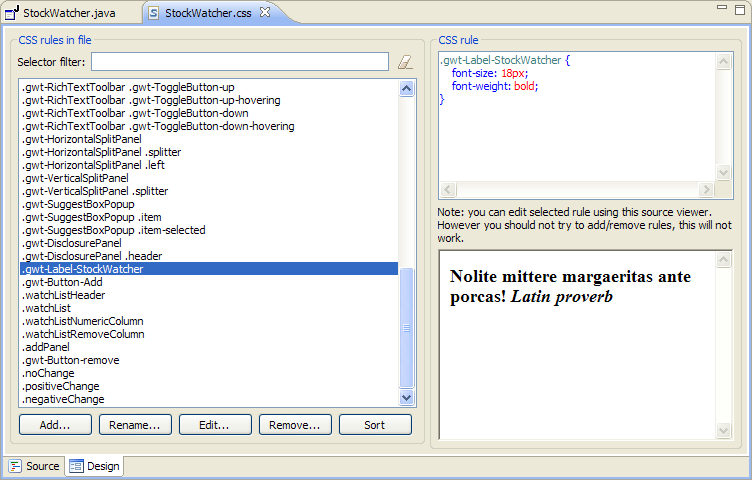 StockWatcher.java
StockWatcher.css
CSS rules in file
Selector filter:
.gwt-RichTextToolbar .gwt-ToggleButton-up
.gwt-RichTextToolbar .gwt-ToggleButton-up-hovering
.gwt-RichTextToolbar .gwt-ToggleButton-down
.gwt-RichTextToolbar .gwt-ToggleButton-down-hovering
.gwt-HorizontalSplitPanel
.gwt-HorizontalSplitPanel .splitter
.gwt-HorizontalSplitPanel .left
.gwt-VerticalSplitPanel
.gwt-VerticalSplitPanel .splitter
.gwt-SuggestBoxPopup
.gwt-SuggestBoxPopup .item
.gwt-SuggestBoxPopup .item-selected
.gwt-DisclosurePanel
.gwt-DisclosurePanel .header
.gwt-Label-StockWatcher
.gwt-Button-Add
.watchListHeader
.watchList
.watchListNumericColumn
.watchListRemoveColumn
.addPanel
.gwt-Button-remove
.noChange
.positiveChange
.negativeChange
Add...
Rename...
Edit...
Remove...
Sort
CSS rule
.gwt-Label-StockWatcher {
font-size: 18px;
font-weight: bold;
}
Note: you can edit selected rule using this source viewer.
However you should not try to add/remove rules, this will not
work.
Nolite mittere margaeritas ante
porcas! Latin proverb
Source
Design